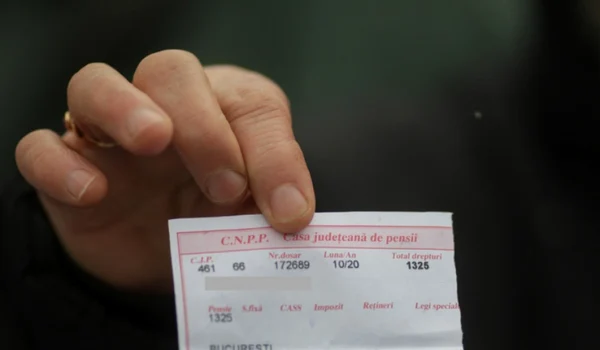 C.N.P.P. Casa județeană de pensii
C.I.P. Nr.dosar Luna/An Total drepturi
461 66 172689 10/20 1325
Pensie S.fixă CASS Impozit Rețineri Legi special
1325
BUCURESTI